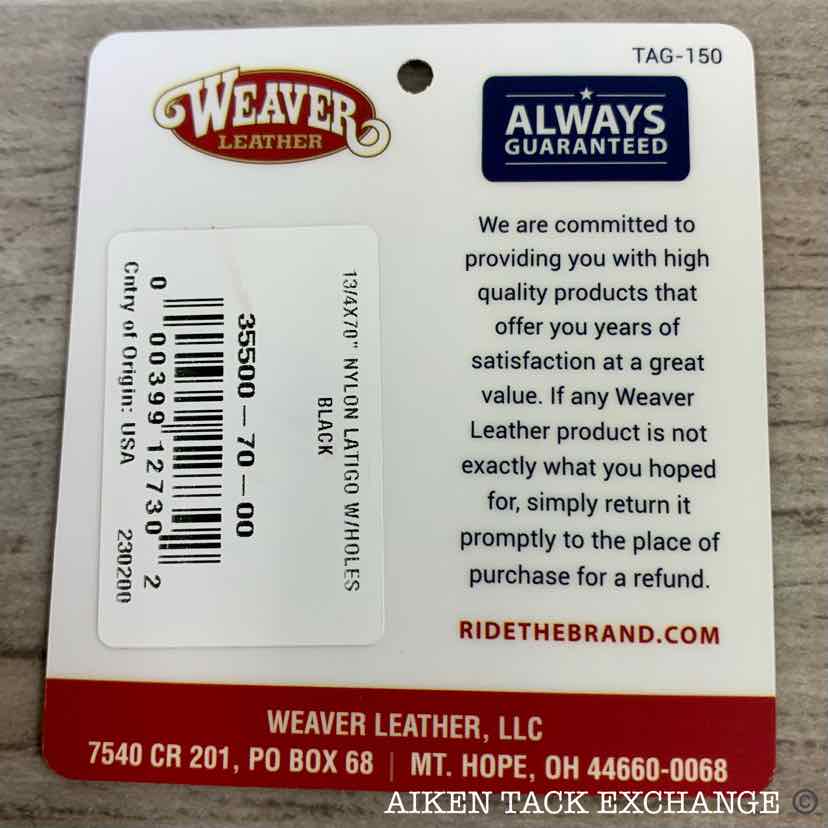 TAG-150
WEAVER
LEATHER
ALWAYS
GUARANTEED
We are committed to
providing you with high
quality products that
offer you years of
satisfaction at a great
value. If any Weaver
Leather product is not
exactly what you hoped
for, simply return it
promptly to the place of
purchase for a refund.
RIDETHEBRAND.COM
13/4X70" NYLON LATIGO W/HOLES
BLACK
35500-70-00
0 00399 12730 2
Cntry of Origin: USA 230200
WEAVER LEATHER, LLC
7540 CR 201, PO BOX 68 | MT. HOPE, OH 44660-0068
AIKEN TACK EXCHANGE ©